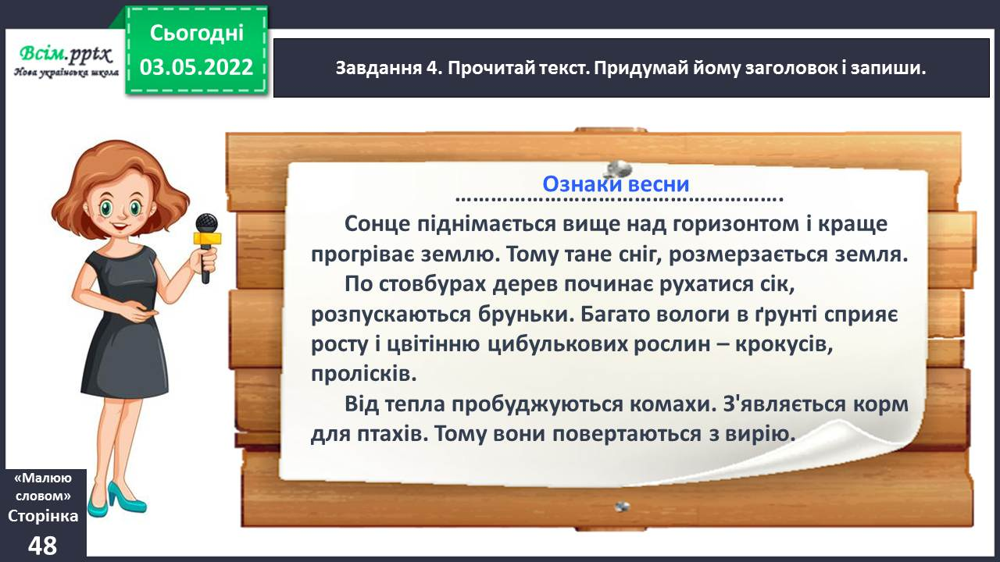 Всім.pptx
Нова українська школа
Сьогодні
03.05.2022
Завдання 4. Прочитай текст. Придумай йому заголовок і запиши.
Ознаки весни
……………………………………………….
Сонце піднімається вище над горизонтом і краще
прогріває землю. Тому тане сніг, розмерзається земля.
По стовбурах дерев починає рухатися сік,
розпускаються бруньки. Багато вологи в ґрунті сприяє
росту і цвітінню цибулькових рослин – крокусів,
пролісків.
Від тепла пробуджуються комахи. З'являється корм
для птахів. Тому вони повертаються з вирію.
«Малюю
словом»
Сторінка
48